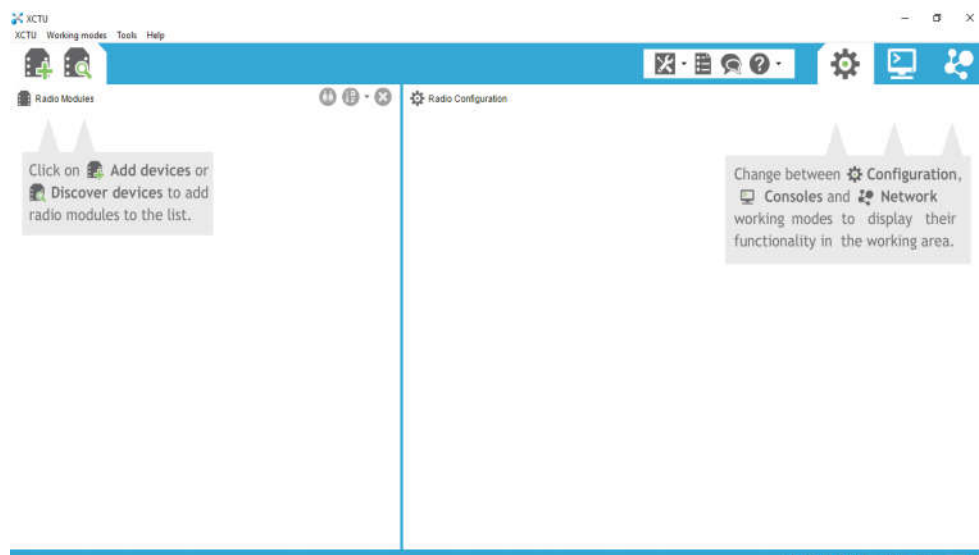 XCTU
XCTU Working modes Tools Help
Radio Modules
Radio Configuration
Click on Add devices or
Discover devices to add
radio modules to the list.
Change between Configuration,
Consoles and Network
working modes to display their
functionality in the working area.